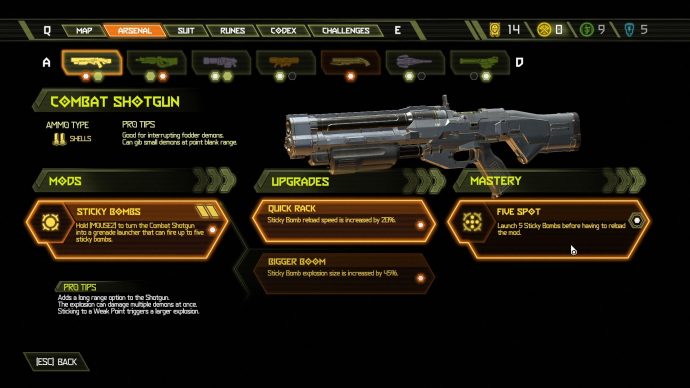 Q MAP ARSENAL SUIT RUNES CODEX CHALLENGES E 14 0 9 5
A D
COMBAT SHOTGUN
AMMO TYPE
SHELLS
PRO TIPS
Good for interrupting fodder demons.
Can gib small demons at point blank range.
MODS
STICKY BOMBS
Hold [MOUSE2] to turn the Combat Shotgun
into a grenade launcher that can fire up to five
sticky bombs.
PRO TIPS
Adds a long range option to the Shotgun.
The explosion can damage multiple demons at once.
Sticking to a Weak Point triggers a larger explosion.
UPGRADES
QUICK RACK
Sticky Bomb reload speed is increased by 20%.
BIGGER BOOM
Sticky Bomb explosion size is increased by 45%.
MASTERY
FIVE SPOT
Launch 5 Sticky Bombs before having to reload
the mod.
[ESC] BACK